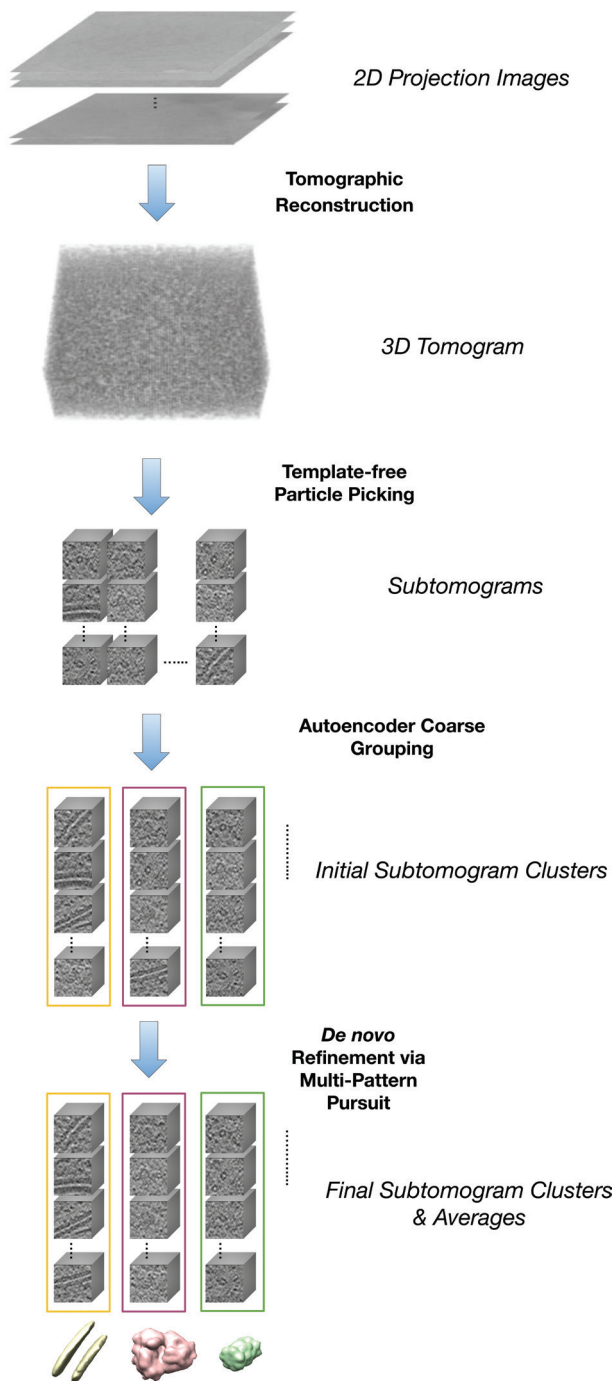 2D Projection Images
Tomographic
Reconstruction
3D Tomogram
Template-free
Particle Picking
Subtomograms
Autoencoder Coarse
Grouping
Initial Subtomogram Clusters
De novo
Refinement via
Multi-Pattern
Pursuit
Final Subtomogram Clusters
& Averages